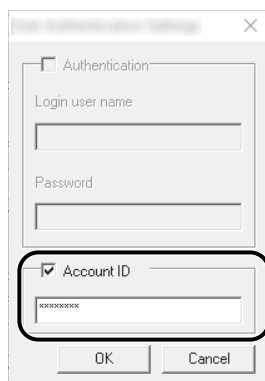 Authentication
Login user name
Password
Account ID
xxxxxxxx
OK Cancel